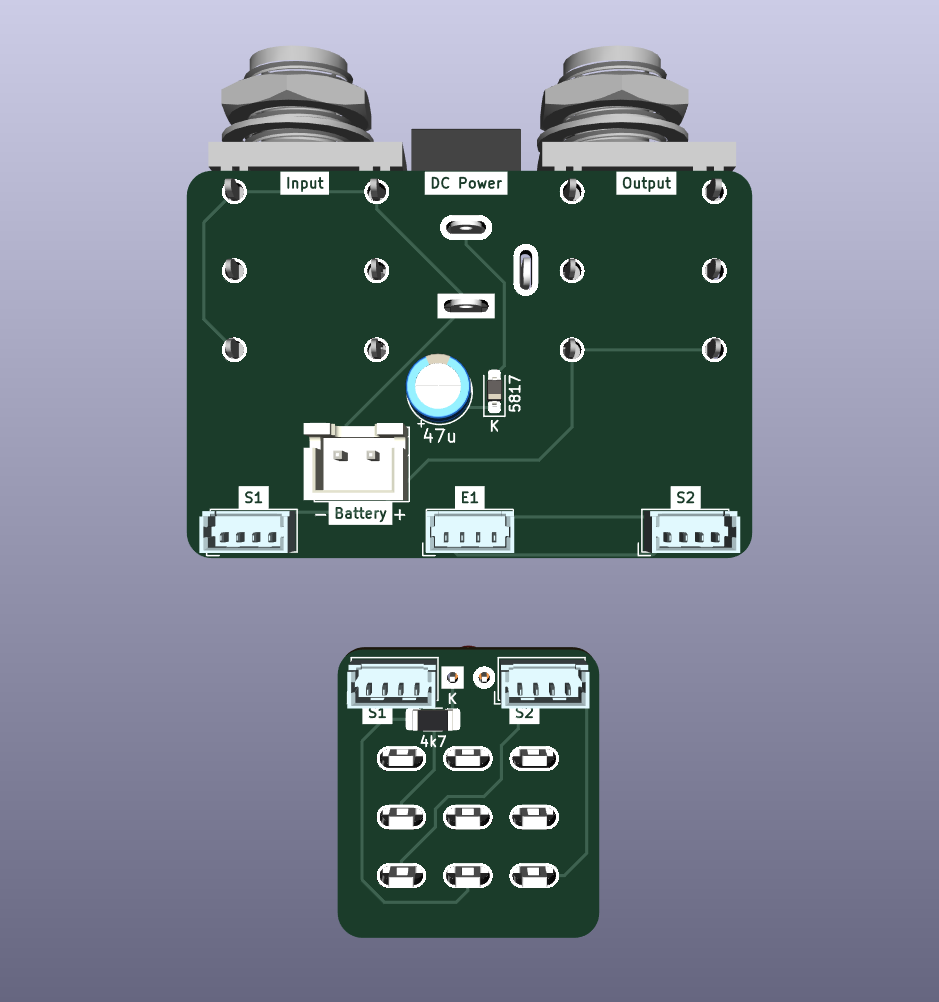 Input
DC Power
Output
5817
K
+
47u
S1
E1
S2
- Battery +
K
S1
S2
4k7